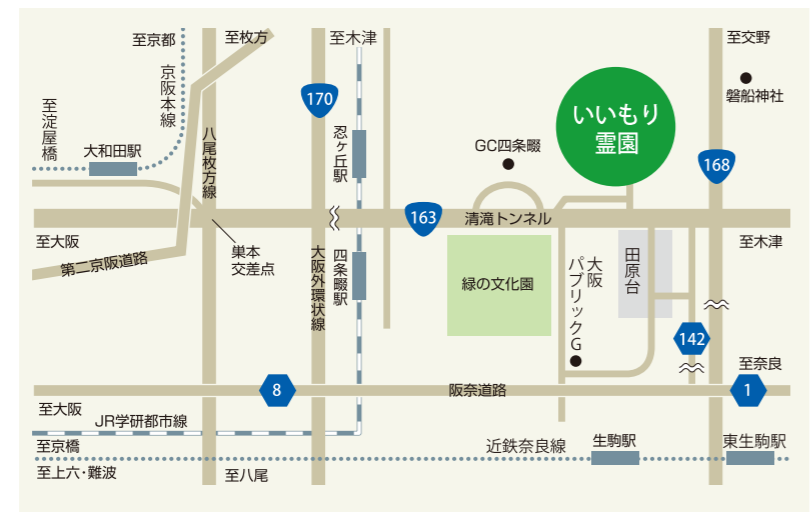 至京都
至枚方
至木津
至交野
京阪本線
170
いいもり
霊園
磐船神社
至淀屋橋
大和田駅
八尾枚方線
忍ヶ丘駅
GC四条畷
168
163
清滝トンネル
至大阪
巣本
交差点
第二京阪道路
大阪外環状線
四条畷駅
緑の文化園
大阪
パブリックG
田原台
至木津
142
至奈良
8
阪奈道路
1
至大阪
JR学研都市線
至京橋
近鉄奈良線
生駒駅
東生駒駅
至上六・難波
至八尾